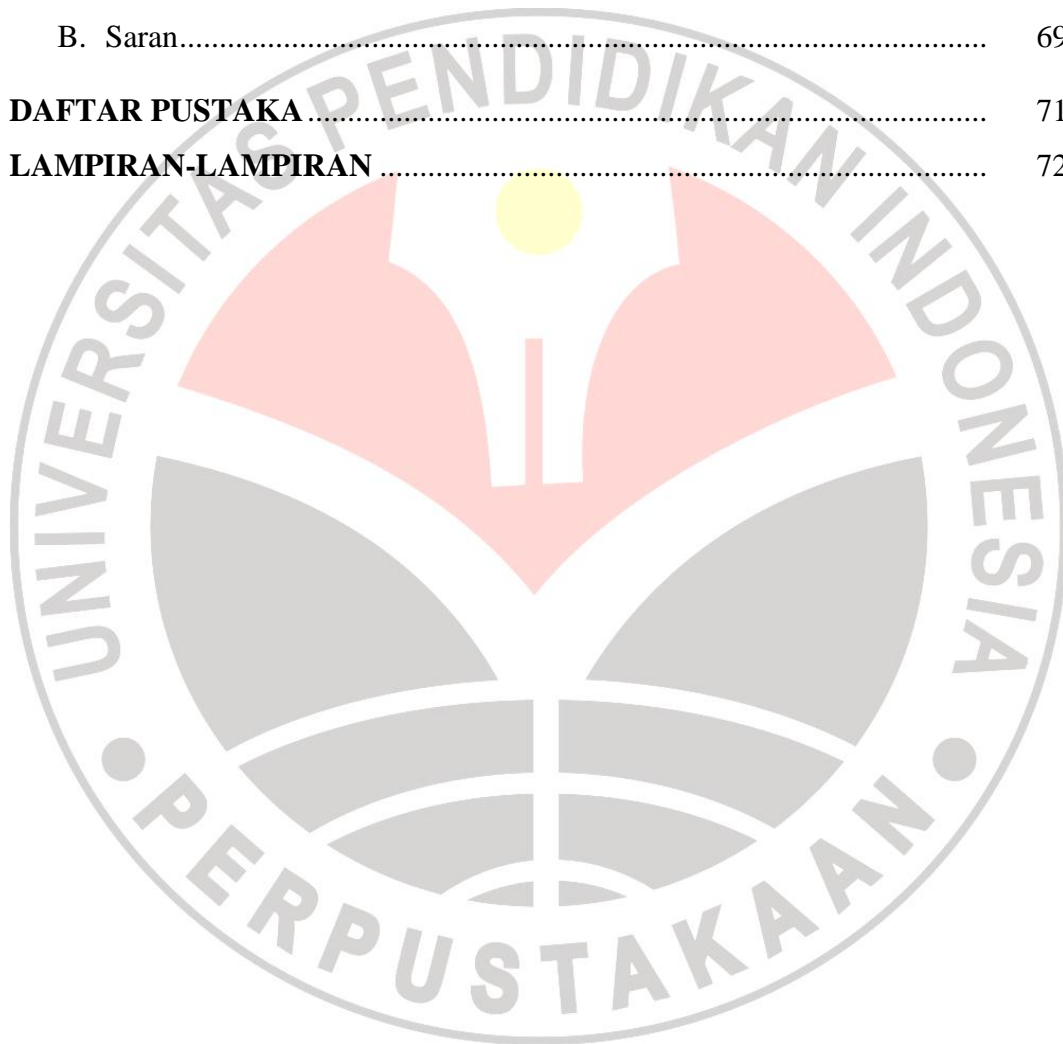 B. Saran.......................................................................................................... 69
DAFTAR PUSTAKA ........................................................................................ 71
LAMPIRAN-LAMPIRAN .............................................................................. 72
UNIVERSITAS PENDIDIKAN INDONESIA
PERPUSTAKAAN